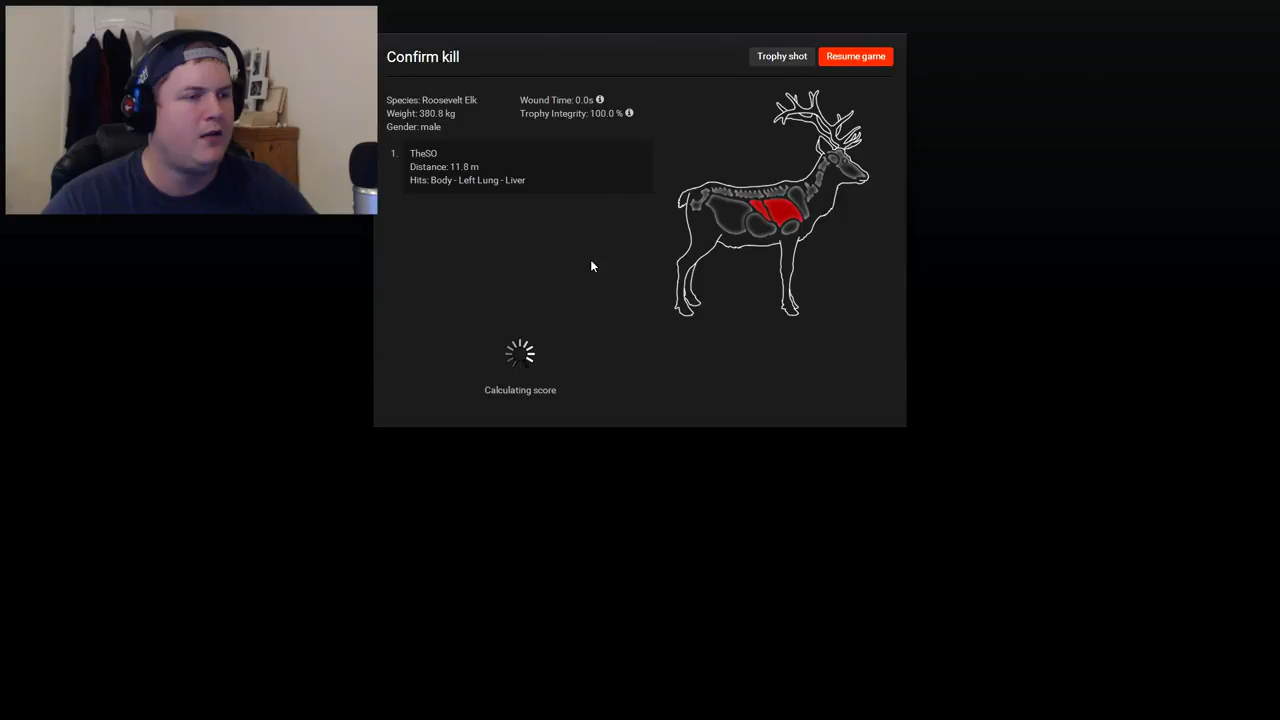 Confirm kill
Trophy shot
Resume game
Species: Roosevelt Elk
Weight: 380.8 kg
Gender: male
Wound Time: 0.0s
Trophy Integrity: 100.0 %
1. TheSO
Distance: 11.8 m
Hits: Body - Left Lung - Liver
Calculating score